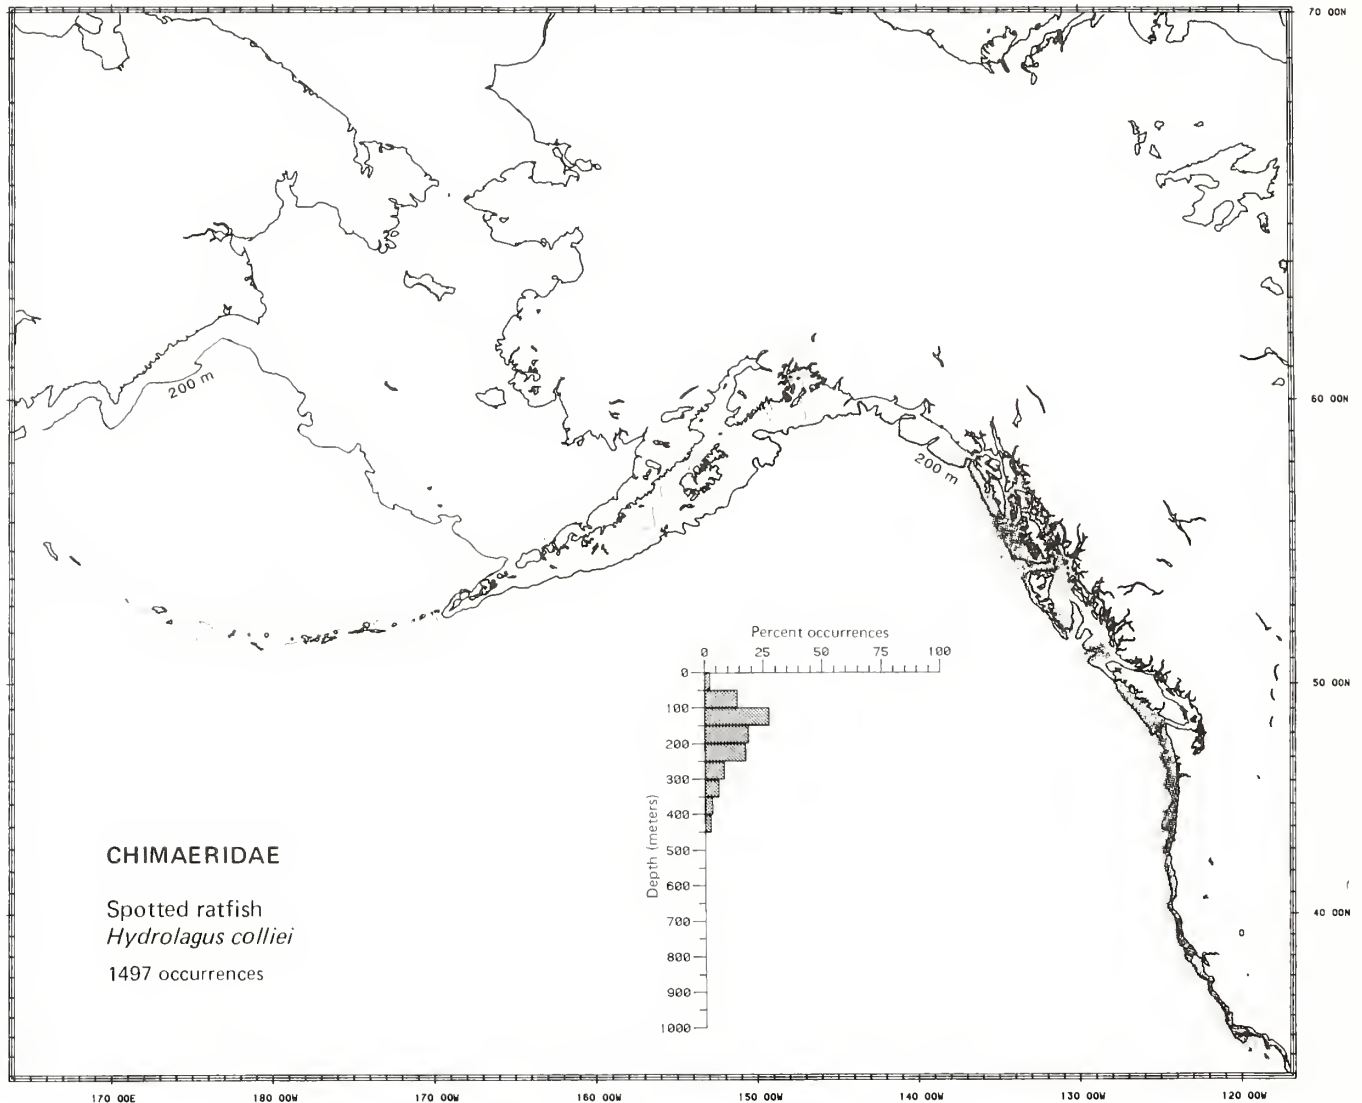 70 00N
200 m
60 00N
200 m
Percent occurrences
0 25 50 75 100
50 00N
0
100
200
300
400
500
600
700
800
900
1000
Depth (meters)
CHIMAERIDAE
Spotted ratfish
Hydrolagus colliei
1497 occurrences
40 00N
170 00E 180 00W 170 00W 160 00W 150 00W 140 00W 130 00W 120 00W